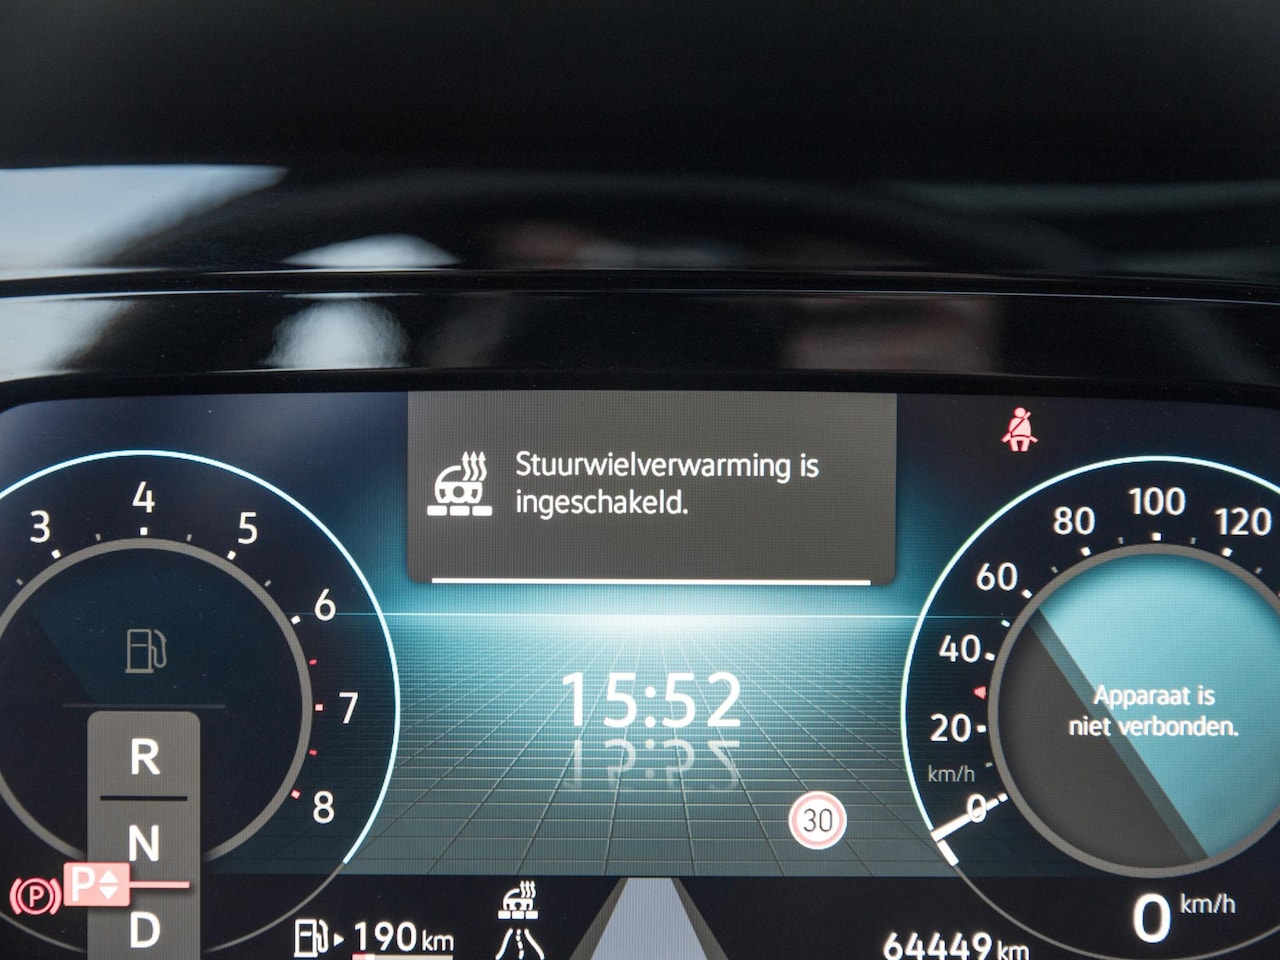 Stuurwielverwarming is
ingeschakeld.
3
4
5
6
7
8
R
N
P
D
P
190 km
15:52
30
100
80
120
60
40
20
km/h
0
Apparaat is
niet verbonden.
0 km/h
64449 km